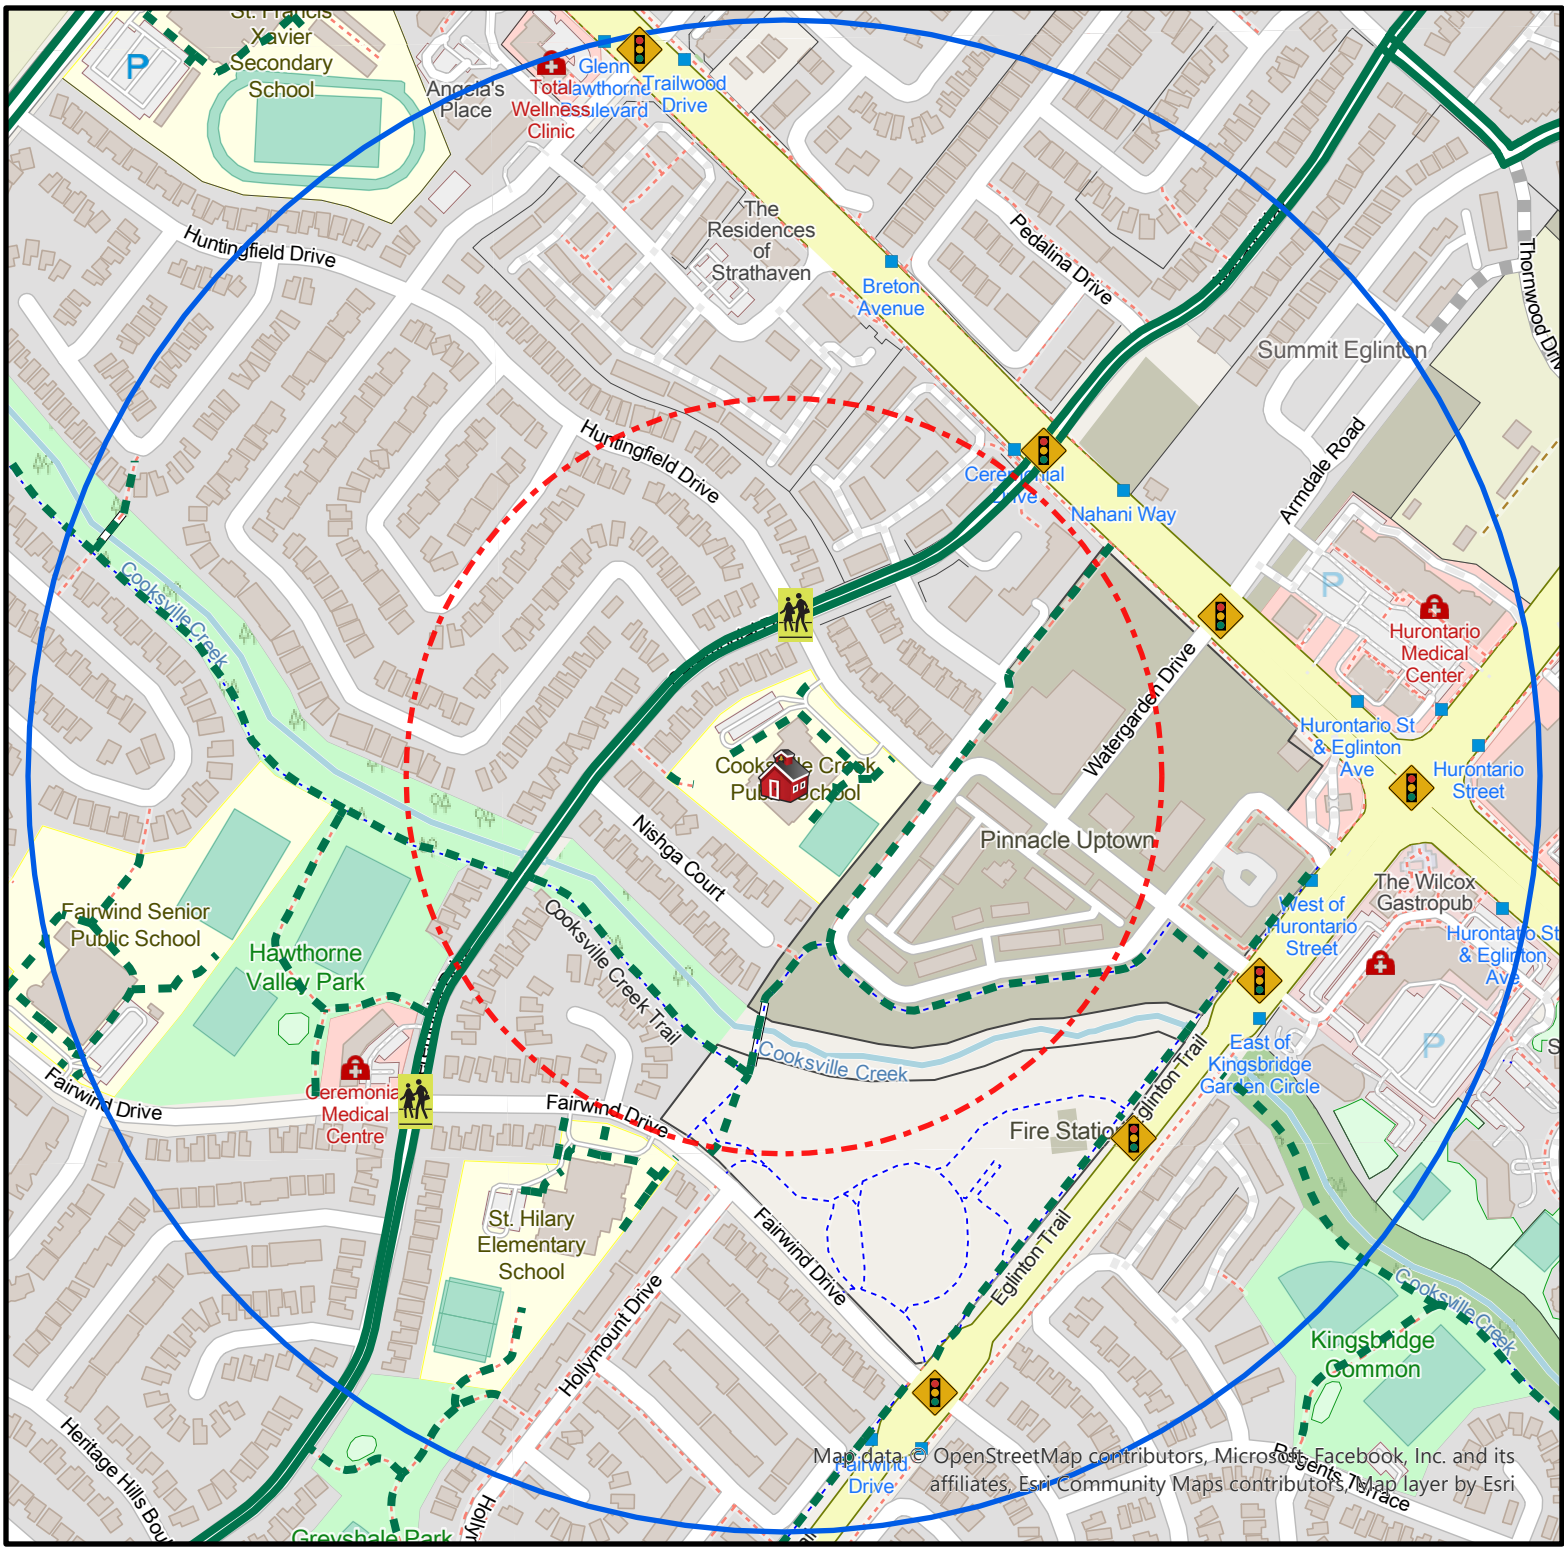 St. Francis
Xavier
Secondary
School
P
Angela's
Place
Total
Wellness
Clinic
Glenn
Hawthorne
Boulevard
Trailwood
Drive
The
Residences
of
Strathaven
Breton
Avenue
Pedalina Drive
Huntingfield Drive
Summit Eglinton
Thornwood Driv
Armdale Road
Huntingfield Drive
Ceremonial
Drive
Nahani Way
P
Hurontario
Medical
Center
Cooksville Creek
Watergarden Drive
Hurontario St
& Eglinton
Ave
Hurontario
Street
Cooksville Creek
Public School
Pinnacle Uptown
Nishga Court
The Wilcox
Gastropub
West of
Hurontario
Street
Hurontario St
& Eglinton
Ave
Fairwind Senior
Public School
Hawthorne
Valley Park
Cooksville Creek Trail
Cooksville Creek
East of
Kingsbridge
Garden Circle
P
S
Eglinton Trail
Fairwind Drive
Ceremonial
Medical
Centre
Fairwind Drive
Fire Station
St. Hilary
Elementary
School
Fairwind Drive
Eglinton Trail
Cooksville Creek
Hollymount Drive
Kingsbridge
Common
Heritage Hills Bou
Hollyr
Greyshale Park
Fairwind
Drive
Regents Terrace
ail
Map data © OpenStreetMap contributors, Microsoft, Facebook, Inc. and its
affiliates, Esri Community Maps contributors, Map layer by Esri